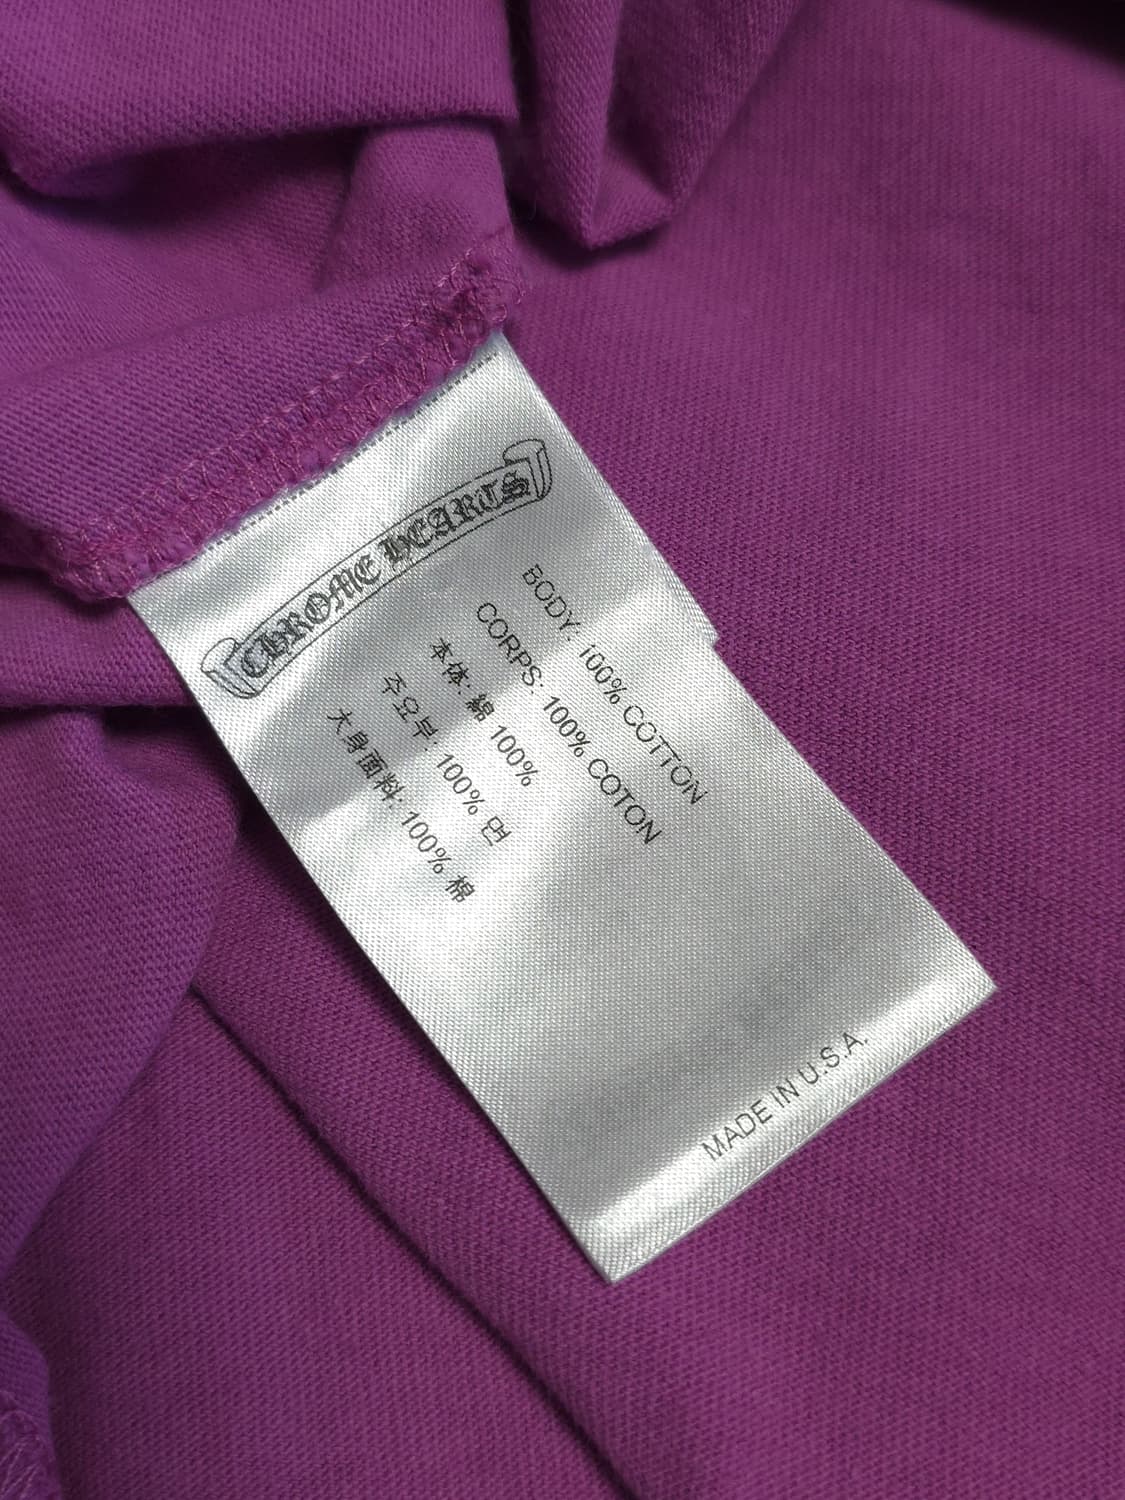 CHROME HEARTS
BODY: 100% COTTON
CORPS: 100% COTON
本体: 綿 100%
주요부: 100% 면
大身面料: 100% 棉
MADE IN U.S.A.